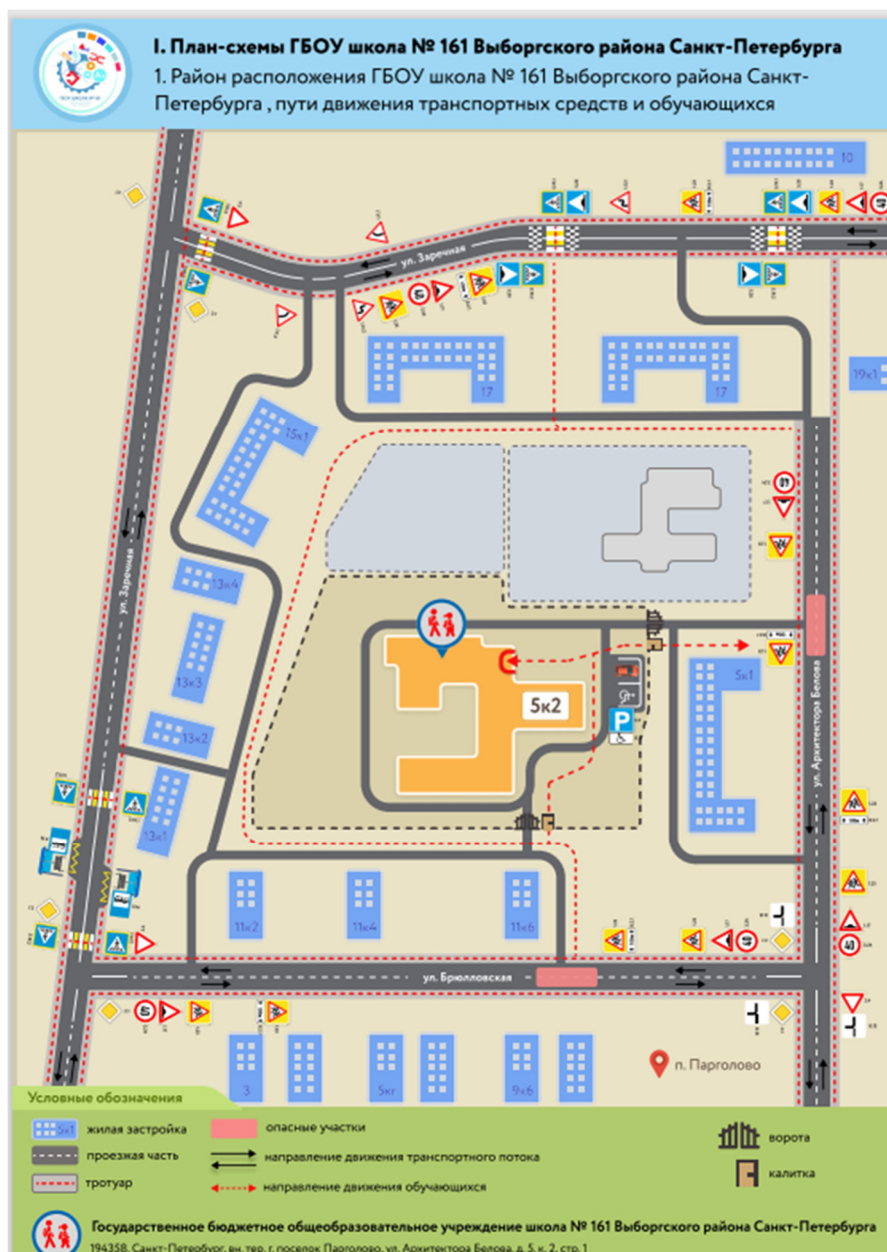 I. План-схемы ГБОУ школа № 161 Выборгского района Санкт-Петербурга
1. Район расположения ГБОУ школа № 161 Выборгского района Санкт-
Петербурга , пути движения транспортных средств и обучающихся
10
ул. Заречная
17
17
19к1
15к1
40
13к4
ул. Заречная
13к3
5к2
5к1
P
13к2
ул. Архитектора Белова
13к1
11к2
11к4
11к6
40
40
ул. Брюлловская
3
5кг
9к6
п. Парголово
Условные обозначения
5к1
жилая застройка
опасные участки
ворота
проезжая часть
направление движения транспортного потока
калитка
тротуар
направление движения обучающихся
Государственное бюджетное общеобразовательное учреждение школа № 161 Выборгского района Санкт-Петербурга
194358, Санкт-Петербург, вн. тер. г. поселок Парголово, ул. Архитектора Белова, д. 5, к. 2, стр. 1